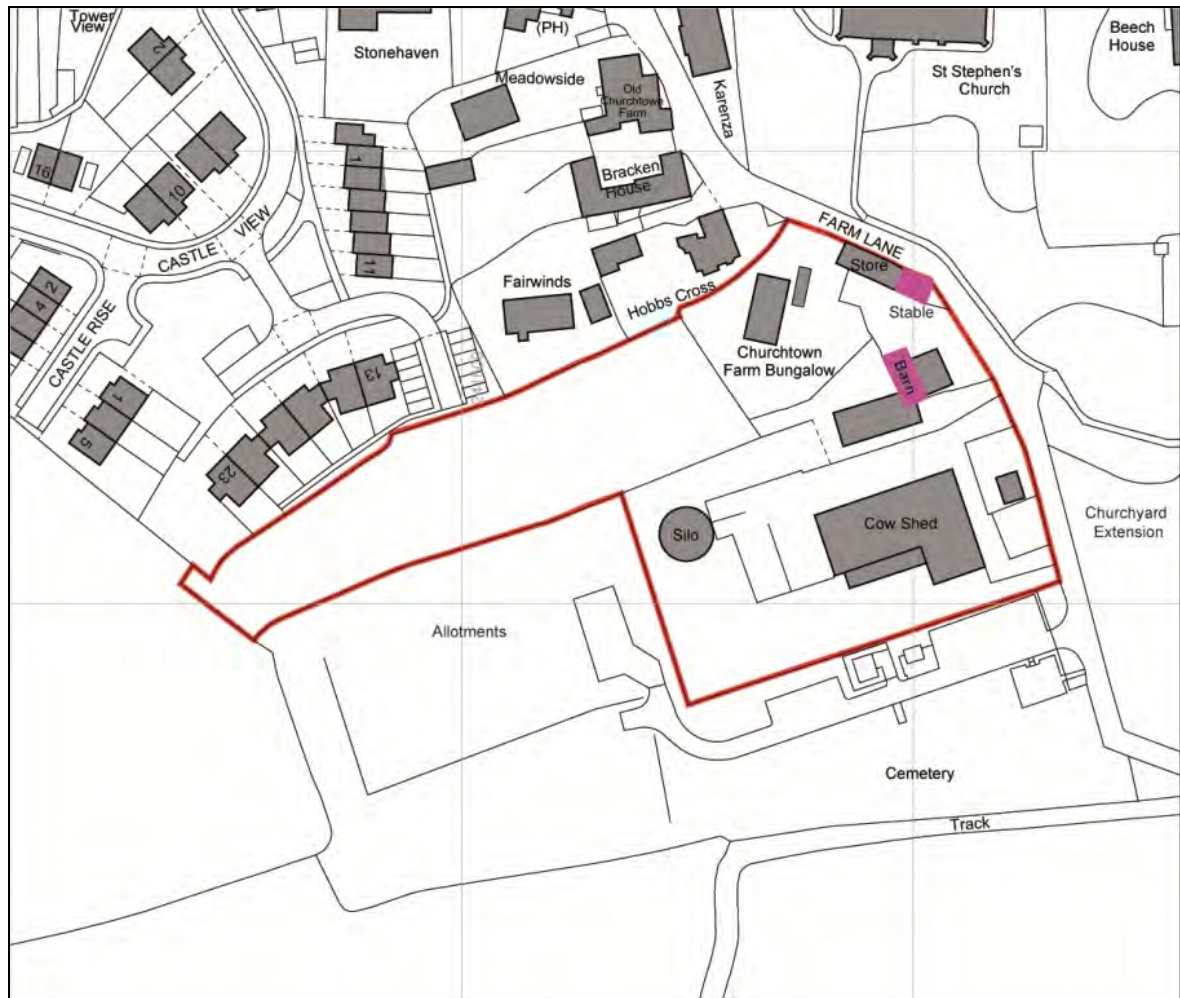 Tower
View
2
Stonehaven
(PH)
Meadowside
Old
Churchtown
Farm
Karenza
St Stephen's
Church
Beech
House
16
10
1
Bracken
House
CASTLE VIEW
11
FARM LANE
Store
Stable
Fairwinds
Hobbs Cross
2
4
CASTLE RISE
Churchtown
Farm Bungalow
Barn
13
1
5
23
Silo
Cow Shed
Churchyard
Extension
Allotments
Cemetery
Track